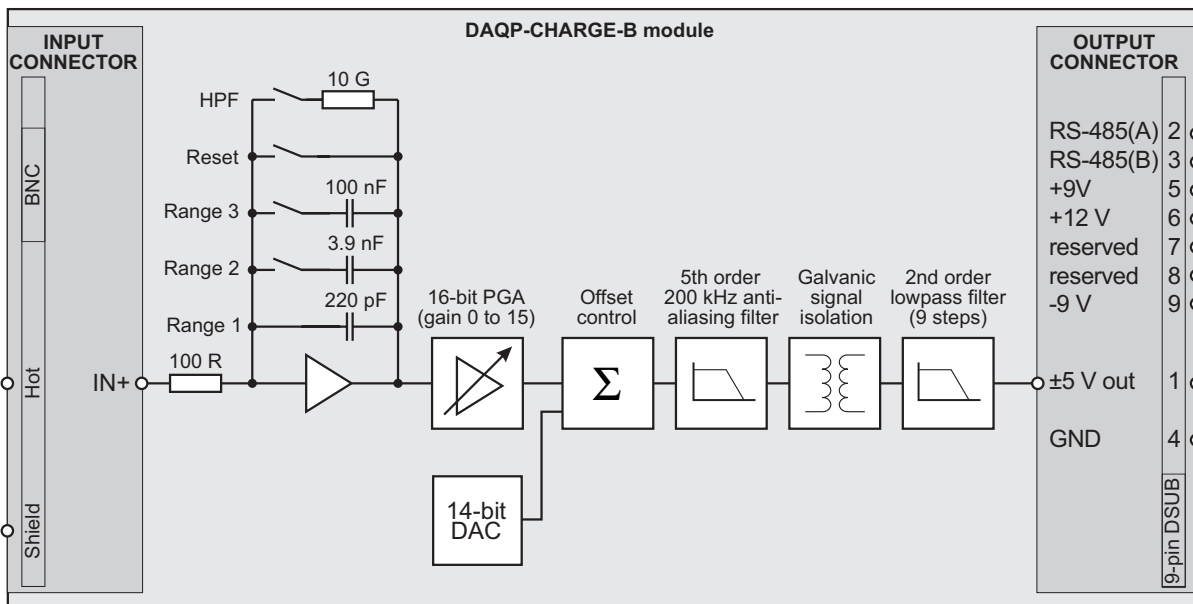 DAQP-CHARGE-B module
INPUT
CONNECTOR
BNC
Hot
Shield
IN+
100 R
HPF
10 G
Reset
Range 3
100 nF
Range 2
3.9 nF
Range 1
220 pF
16-bit PGA
(gain 0 to 15)
Offset
control
Σ
14-bit
DAC
5th order
200 kHz anti-
aliasing filter
Galvanic
signal
isolation
2nd order
lowpass filter
(9 steps)
OUTPUT
CONNECTOR
RS-485(A) 2
RS-485(B) 3
+9V 5
+12 V 6
reserved 7
reserved 8
-9 V 9
±5 V out 1
GND 4
9-pin DSUB